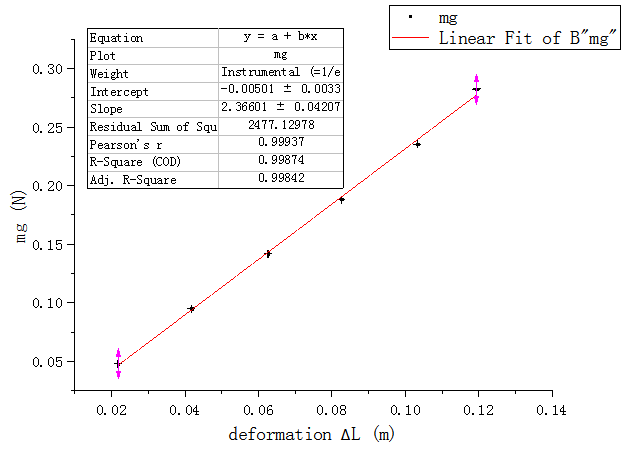 mg
Linear Fit of B"mg"
Equation y = a + b*x
Plot mg
Weight Instrumental (=1/e
Intercept -0.00501 ± 0.0033
Slope 2.36601 ± 0.04207
Residual Sum of Squ 2477.12978
Pearson's r 0.99937
R-Square (COD) 0.99874
Adj. R-Square 0.99842
0.30
0.25
0.20
0.15
0.10
0.05
mg (N)
0.02 0.04 0.06 0.08 0.10 0.12 0.14
deformation ΔL (m)